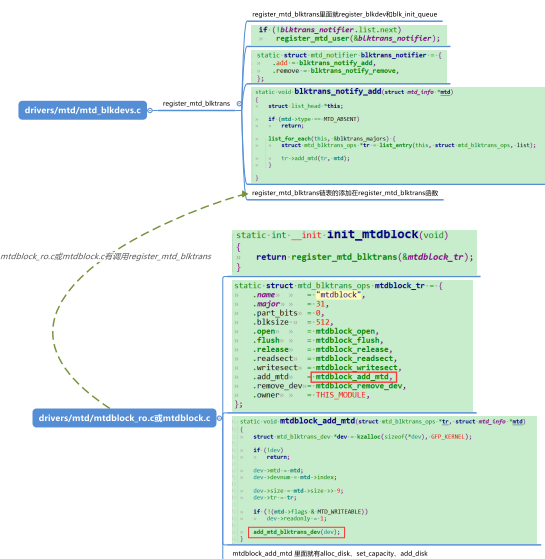 register_mtd_blktrans里面就register_blkdev和blk_init_queue
if (!blktrans_notifier.list.next)
register_mtd_user(&blktrans_notifier);
static struct mtd_notifier blktrans_notifier = {
.add = blktrans_notify_add,
.remove = blktrans_notify_remove,
};
static void blktrans_notify_add(struct mtd_info *mtd)
{
struct list_head *this;
if (mtd->type == MTD_ABSENT)
return;
list_for_each(this, &blktrans_majors) {
struct mtd_blktrans_ops *tr = list_entry(this, struct mtd_blktrans_ops, list);
tr->add_mtd(tr, mtd);
}
}
drivers/mtd/mtd_blkdevs.c
register_mtd_blktrans
register_mtd_blktrans链表的添加在register_mtd_blktrans函数
mtdblock_ro.c或mtdblock.c有调用register_mtd_blktrans
static int __init init_mtdblock(void)
{
return register_mtd_blktrans(&mtdblock_tr);
}
static struct mtd_blktrans_ops mtdblock_tr = {
.name = "mtdblock",
.major = 31,
.part_bits = 0,
.blksize = 512,
.open = mtdblock_open,
.flush = mtdblock_flush,
.release = mtdblock_release,
.readsect = mtdblock_readsect,
.writesect = mtdblock_writesect,
.add_mtd = mtdblock_add_mtd,
.remove_dev = mtdblock_remove_dev,
.owner = THIS_MODULE,
};
drivers/mtd/mtdblock_ro.c或mtdblock.c
static void mtdblock_add_mtd(struct mtd_blktrans_ops *tr, struct mtd_info *mtd)
{
struct mtd_blktrans_dev *dev = kzalloc(sizeof(*dev), GFP_KERNEL);
if (!dev)
return;
dev->mtd = mtd;
dev->devnum = mtd->index;
dev->size = mtd->size >> 9;
dev->tr = tr;
if (!(mtd->flags & MTD_WRITEABLE))
dev->readonly = 1;
add_mtd_blktrans_dev(dev);
}
mtdblock_add_mtd 里面就有alloc_disk、set_capacity、add_disk